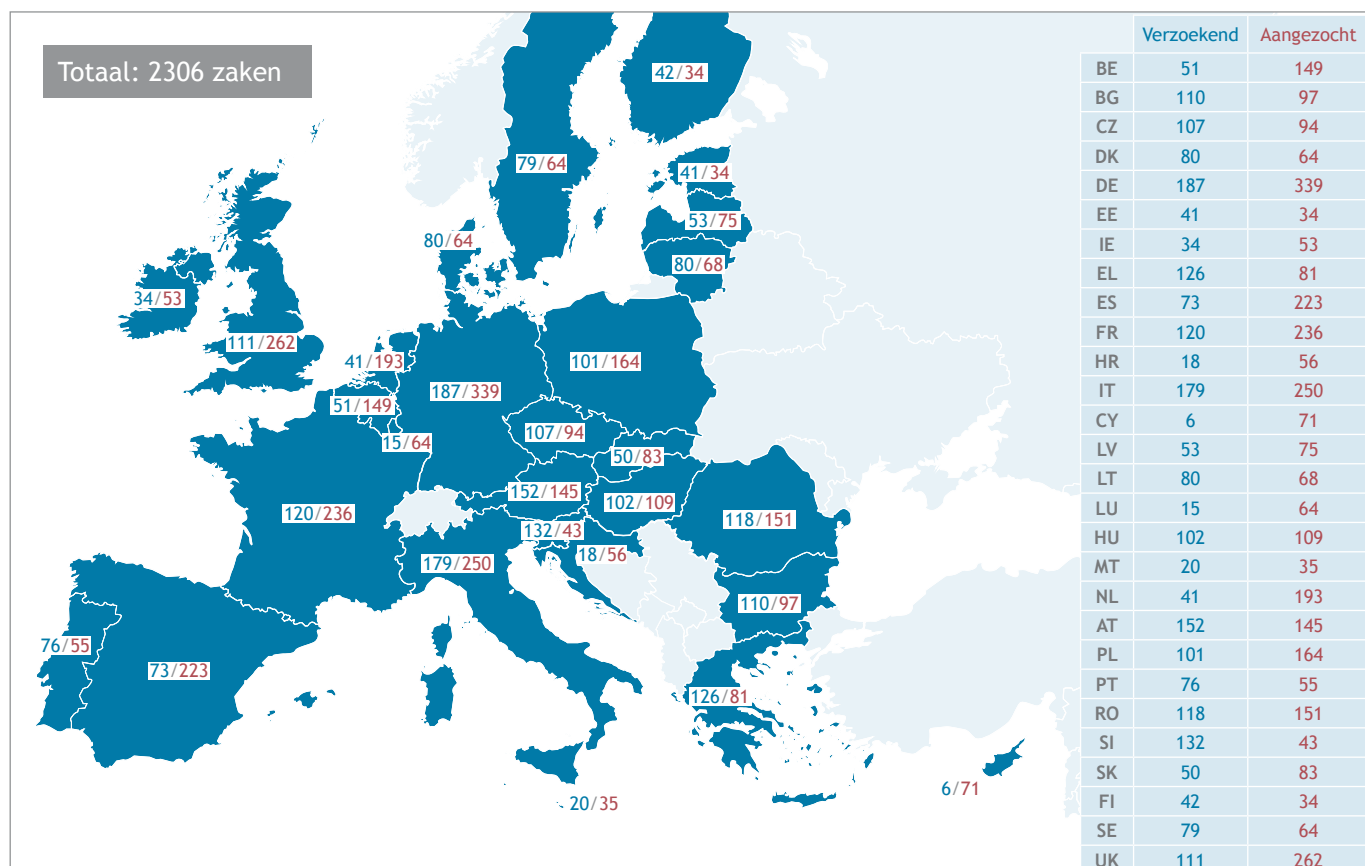 Totaal: 2306 zaken
42/34
79/64
41/34
53/75
80/64
80/68
34/53
111/262
41/193
101/164
187/339
51/149
107/94
15/64
50/83
152/145
102/109
120/236
118/151
132/43
18/56
179/250
110/97
76/55
73/223
126/81
6/71
20/35
Verzoekend Aangezocht
BE 51 149
BG 110 97
CZ 107 94
DK 80 64
DE 187 339
EE 41 34
IE 34 53
EL 126 81
ES 73 223
FR 120 236
HR 18 56
IT 179 250
CY 6 71
LV 53 75
LT 80 68
LU 15 64
HU 102 109
MT 20 35
NL 41 193
AT 152 145
PL 101 164
PT 76 55
RO 118 151
SI 132 43
SK 50 83
FI 42 34
SE 79 64
UK 111 262